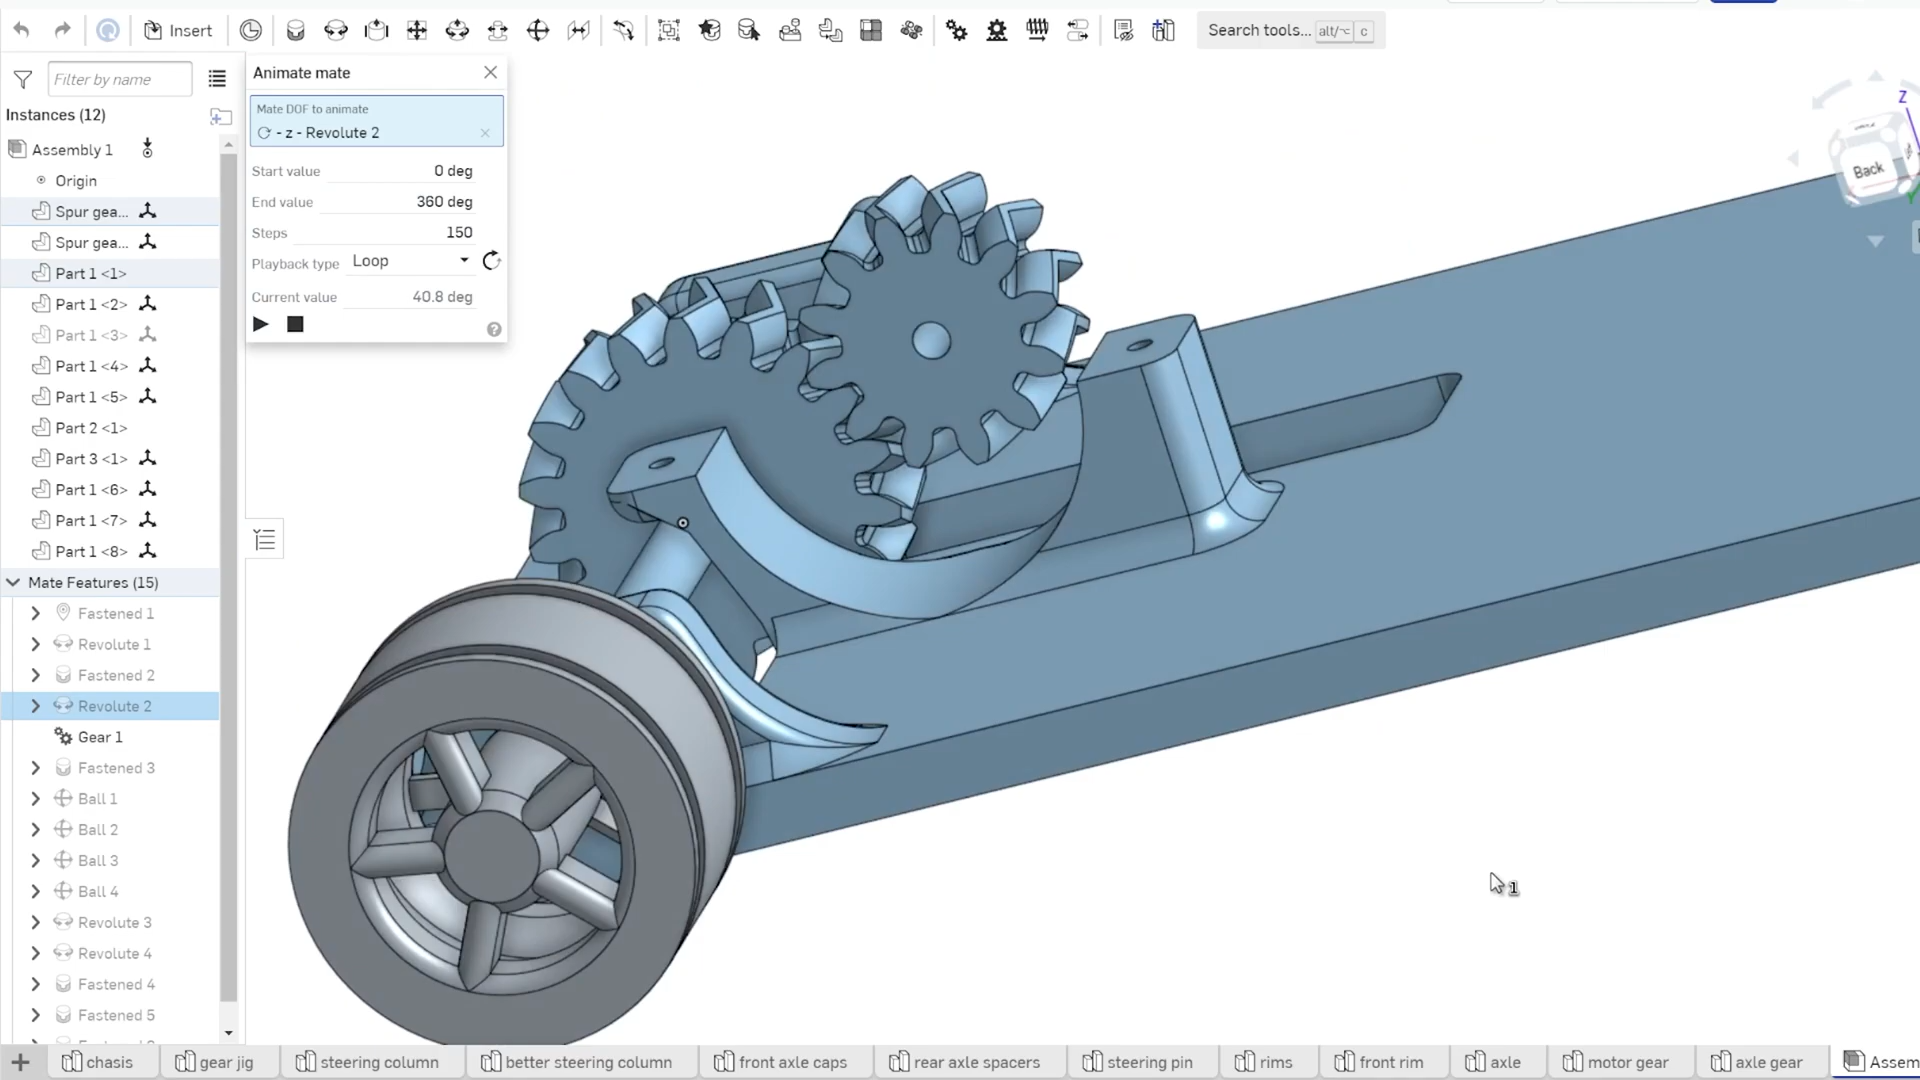 Insert
Search tools... alt/⌥ c
Filter by name
Instances (12)
Assembly 1
Origin
Spur gea...
Spur gea...
Part 1 <1>
Part 1 <2>
Part 1 <3>
Part 1 <4>
Part 1 <5>
Part 2 <1>
Part 3 <1>
Part 1 <6>
Part 1 <7>
Part 1 <8>
Mate Features (15)
Fastened 1
Revolute 1
Fastened 2
Revolute 2
Gear 1
Fastened 3
Ball 1
Ball 2
Ball 3
Ball 4
Revolute 3
Revolute 4
Fastened 4
Fastened 5
Animate mate
Mate DOF to animate
- z - Revolute 2
Start value 0 deg
End value 360 deg
Steps 150
Playback type Loop
Current value 40.8 deg
Z
Back
Y
1
chasis
gear jig
steering column
better steering column
front axle caps
rear axle spacers
steering pin
rims
front rim
axle
motor gear
axle gear
Assem